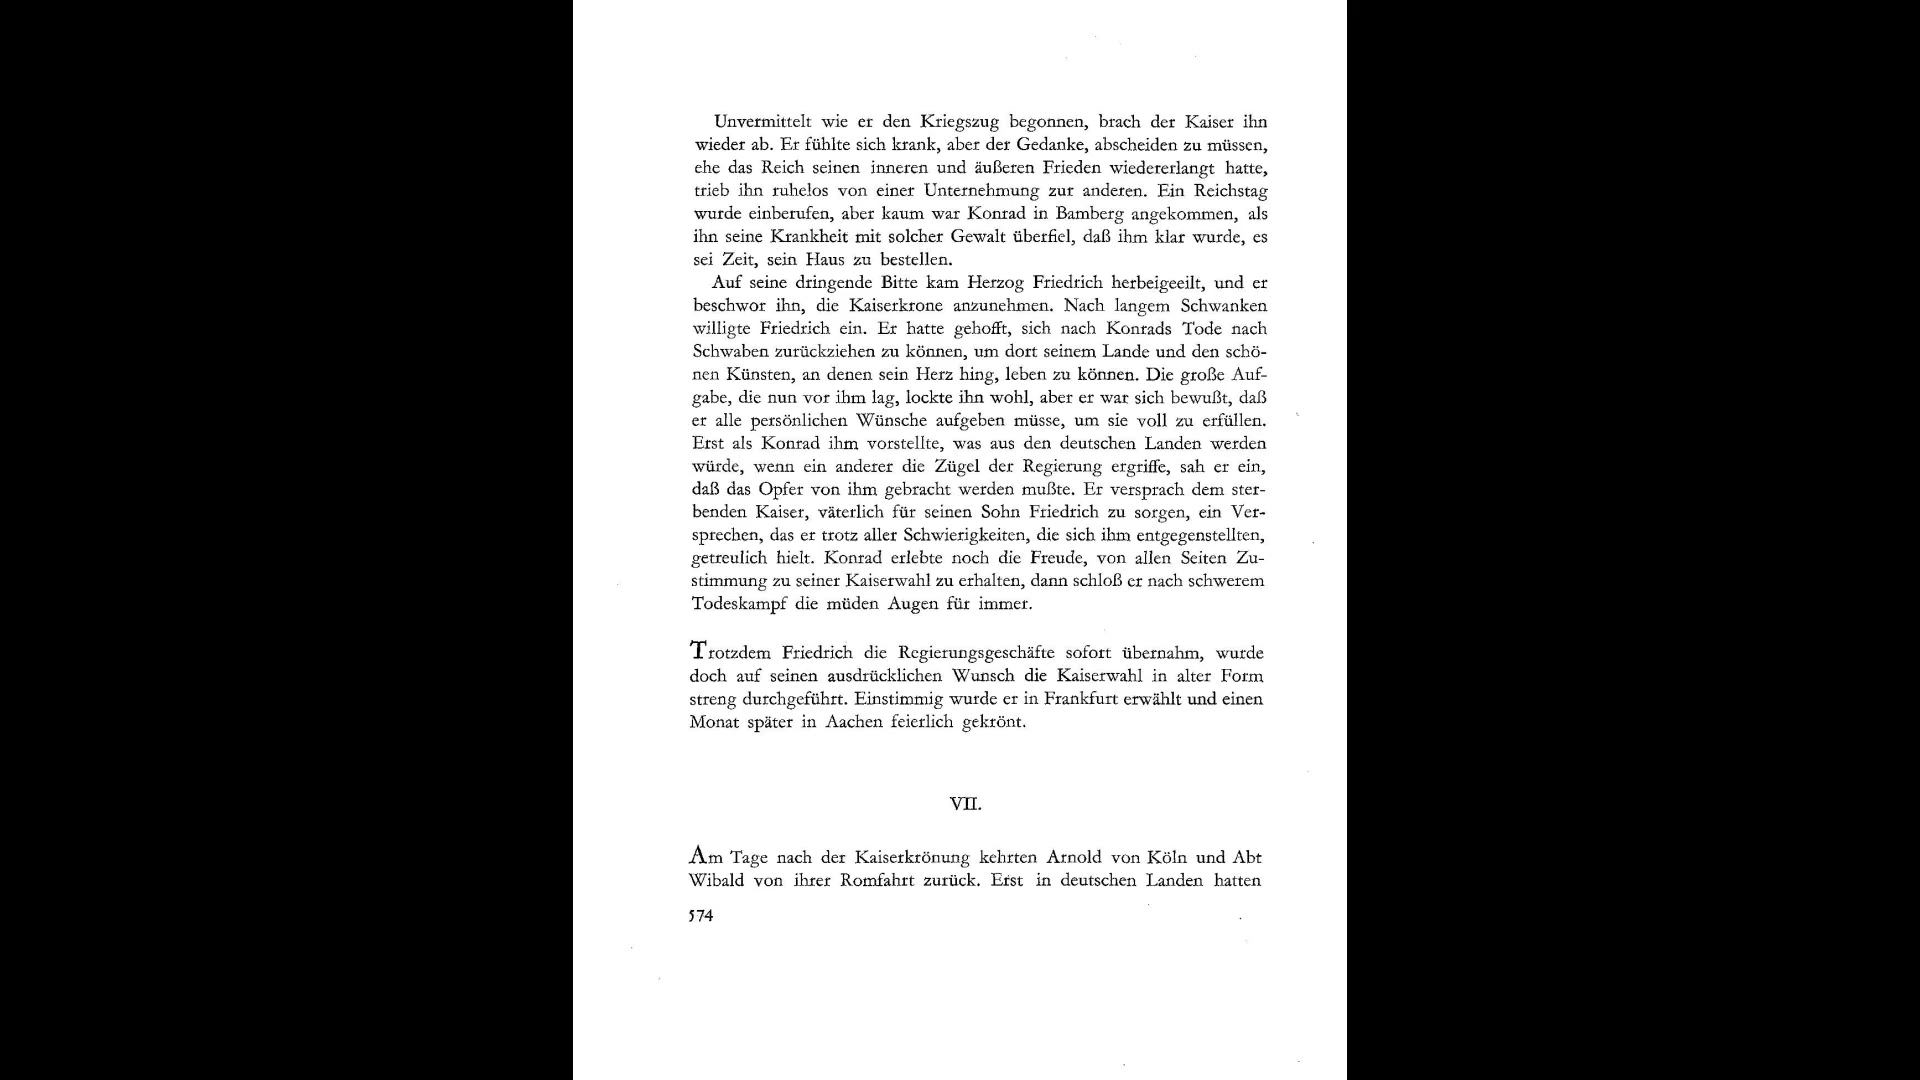 Unvermittelt wie er den Kriegszug begonnen, brach der Kaiser ihn
wieder ab. Er fühlte sich krank, aber der Gedanke, abscheiden zu müssen,
ehe das Reich seinen inneren und äußeren Frieden wiedererlangt hatte,
trieb ihn ruhelos von einer Unternehmung zur anderen. Ein Reichstag
wurde einberufen, aber kaum war Konrad in Bamberg angekommen, als
ihn seine Krankheit mit solcher Gewalt überfiel, daß ihm klar wurde, es
sei Zeit, sein Haus zu bestellen.
Auf seine dringende Bitte kam Herzog Friedrich herbeigeeilt, und er
beschwor ihn, die Kaiserkrone anzunehmen. Nach langem Schwanken
willigte Friedrich ein. Er hatte gehofft, sich nach Konrads Tode nach
Schwaben zurückziehen zu können, um dort seinem Lande und den schö-
nen Künsten, an denen sein Herz hing, leben zu können. Die große Auf-
gabe, die nun vor ihm lag, lockte ihn wohl, aber er war sich bewußt, daß
er alle persönlichen Wünsche aufgeben müsse, um sie voll zu erfüllen.
Erst als Konrad ihm vorstellte, was aus den deutschen Landen werden
würde, wenn ein anderer die Zügel der Regierung ergriffe, sah er ein,
daß das Opfer von ihm gebracht werden mußte. Er versprach dem ster-
benden Kaiser, väterlich für seinen Sohn Friedrich zu sorgen, ein Ver-
sprechen, das er trotz aller Schwierigkeiten, die sich ihm entgegenstellten,
getreulich hielt. Konrad erlebte noch die Freude, von allen Seiten Zu-
stimmung zu seiner Kaiserwahl zu erhalten, dann schloß er nach schwerem
Todeskampf die müden Augen für immer.
Trotzdem Friedrich die Regierungsgeschäfte sofort übernahm, wurde
doch auf seinen ausdrücklichen Wunsch die Kaiserwahl in alter Form
streng durchgeführt. Einstimmig wurde er in Frankfurt erwählt und einen
Monat später in Aachen feierlich gekrönt.
VII.
Am Tage nach der Kaiserkrönung kehrten Arnold von Köln und Abt
Wibald von ihrer Romfahrt zurück. Erst in deutschen Landen hatten
574